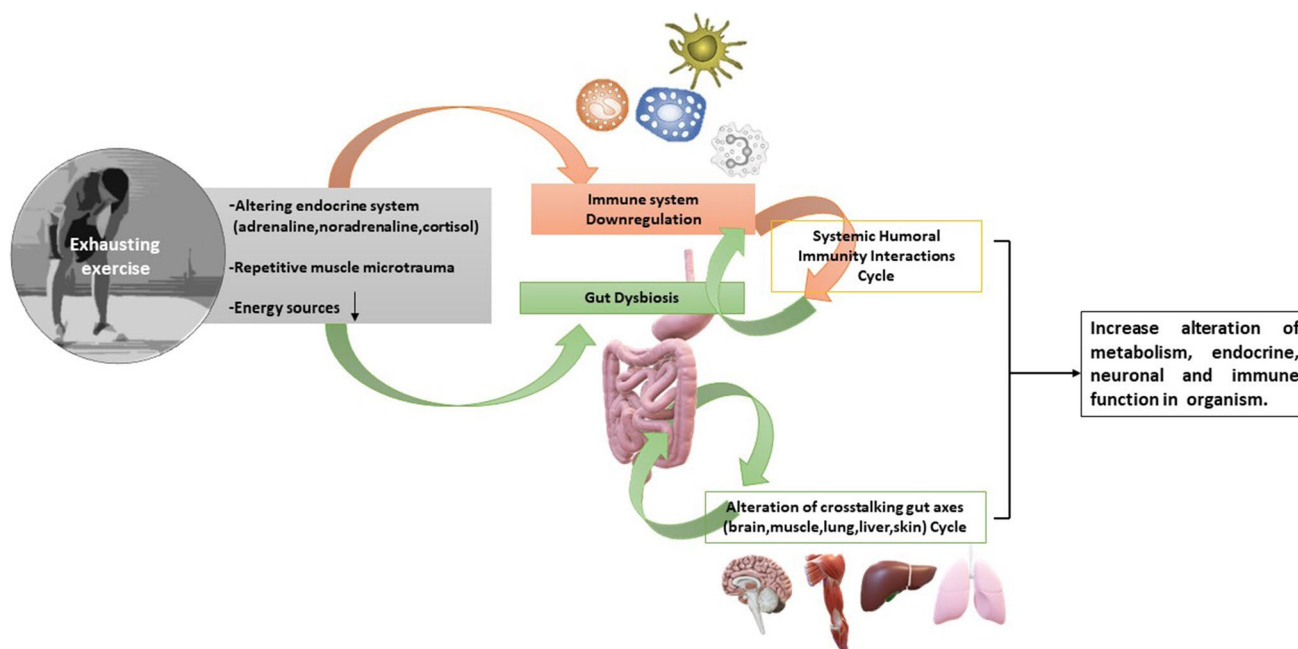 Exhausting
exercise
-Altering endocrine system
(adrenaline,noradrenaline,cortisol)
-Repetitive muscle microtrauma
-Energy sources
Immune system
Downregulation
Gut Dysbiosis
Systemic Humoral
Immunity Interactions
Cycle
Alteration of crosstalking gut axes
(brain,muscle,lung,liver,skin) Cycle
Increase alteration of
metabolism, endocrine,
neuronal and immune
function in organism.